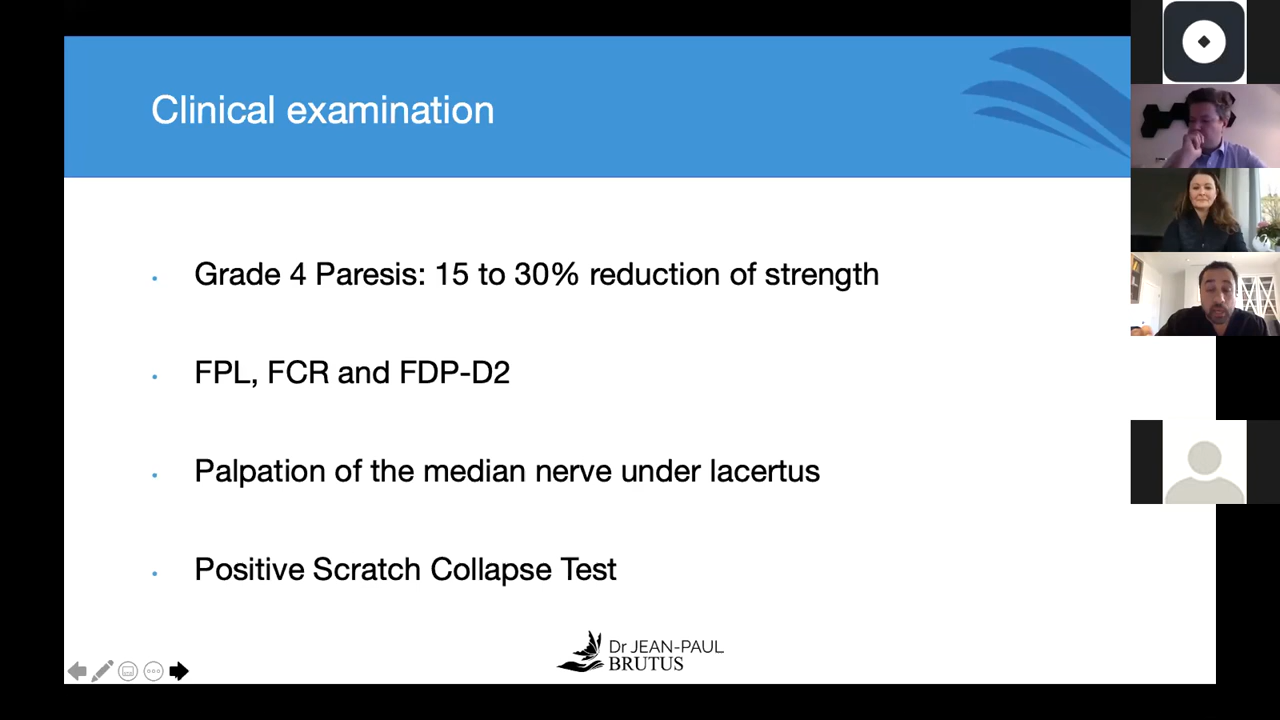 Clinical examination
· Grade 4 Paresis: 15 to 30% reduction of strength
· FPL, FCR and FDP-D2
· Palpation of the median nerve under lacertus
· Positive Scratch Collapse Test
Dr JEAN-PAUL
BRUTUS